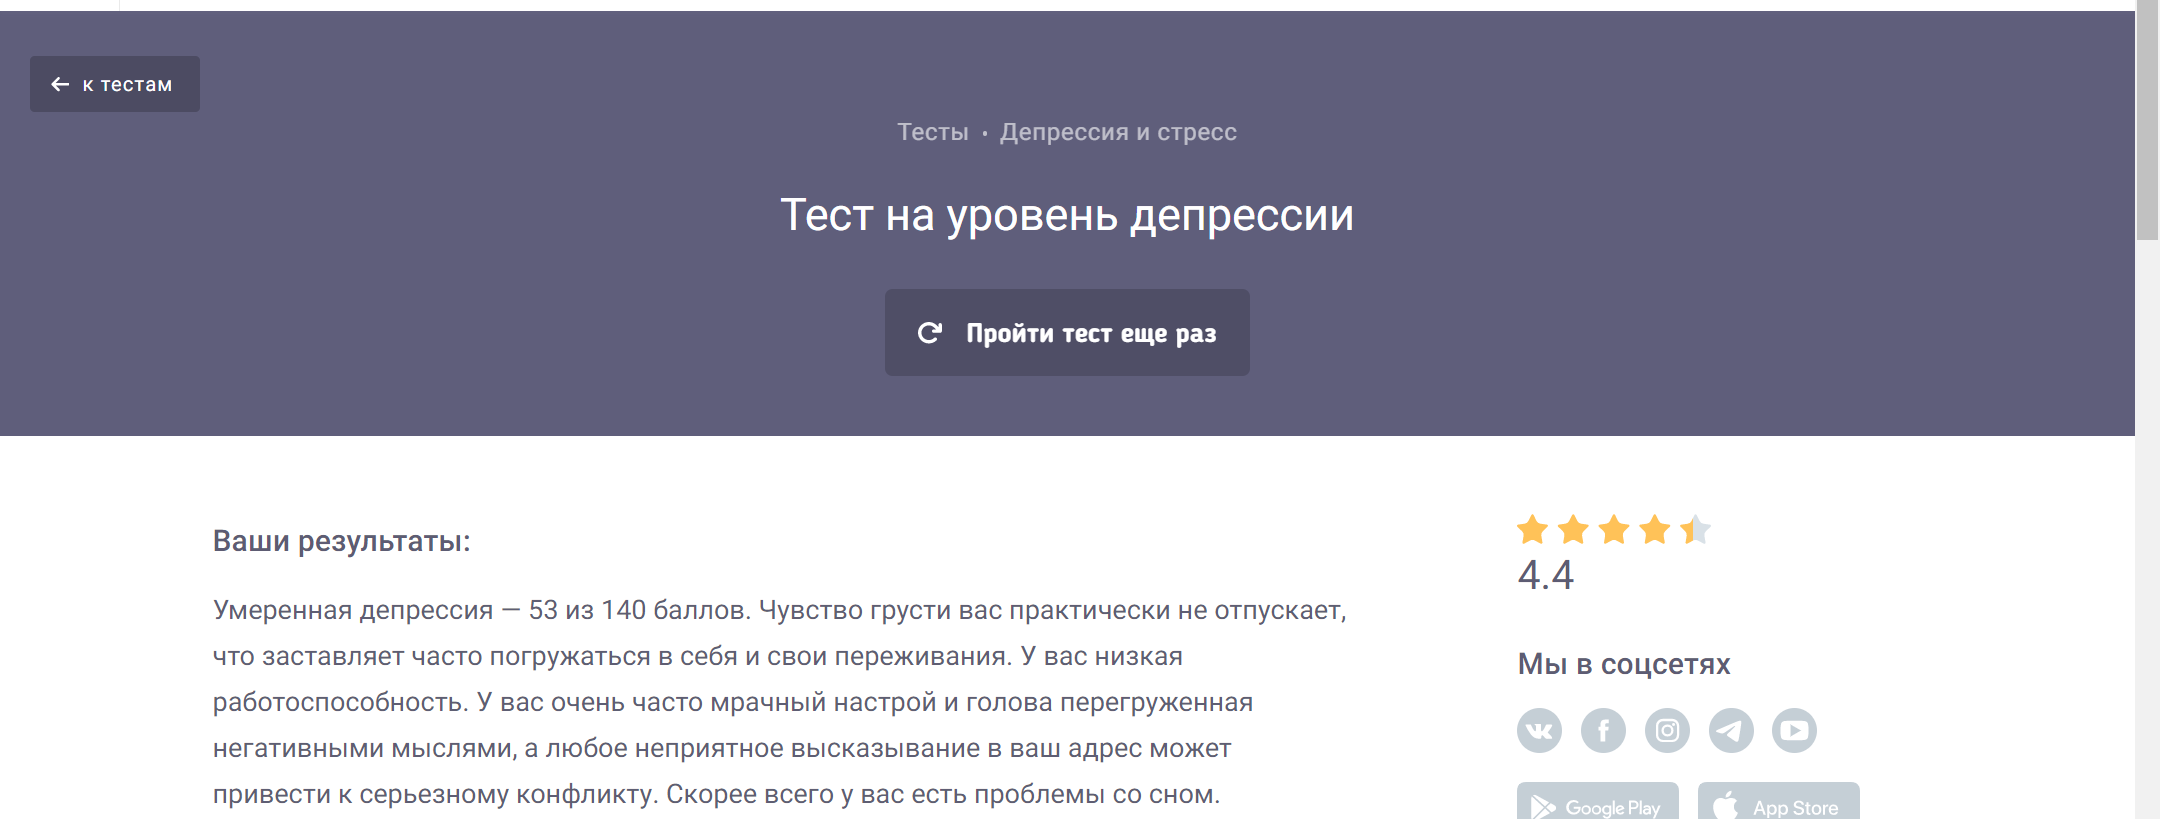 к тестам
Тесты • Депрессия и стресс
Тест на уровень депрессии
Пройти тест еще раз
Ваши результаты:
Умеренная депрессия — 53 из 140 баллов. Чувство грусти вас практически не отпускает,
что заставляет часто погружаться в себя и свои переживания. У вас низкая
работоспособность. У вас очень часто мрачный настрой и голова перегруженная
негативными мыслями, а любое неприятное высказывание в ваш адрес может
привести к серьезному конфликту. Скорее всего у вас есть проблемы со сном.
4.4
Мы в соцсетях
Google Play
App Store